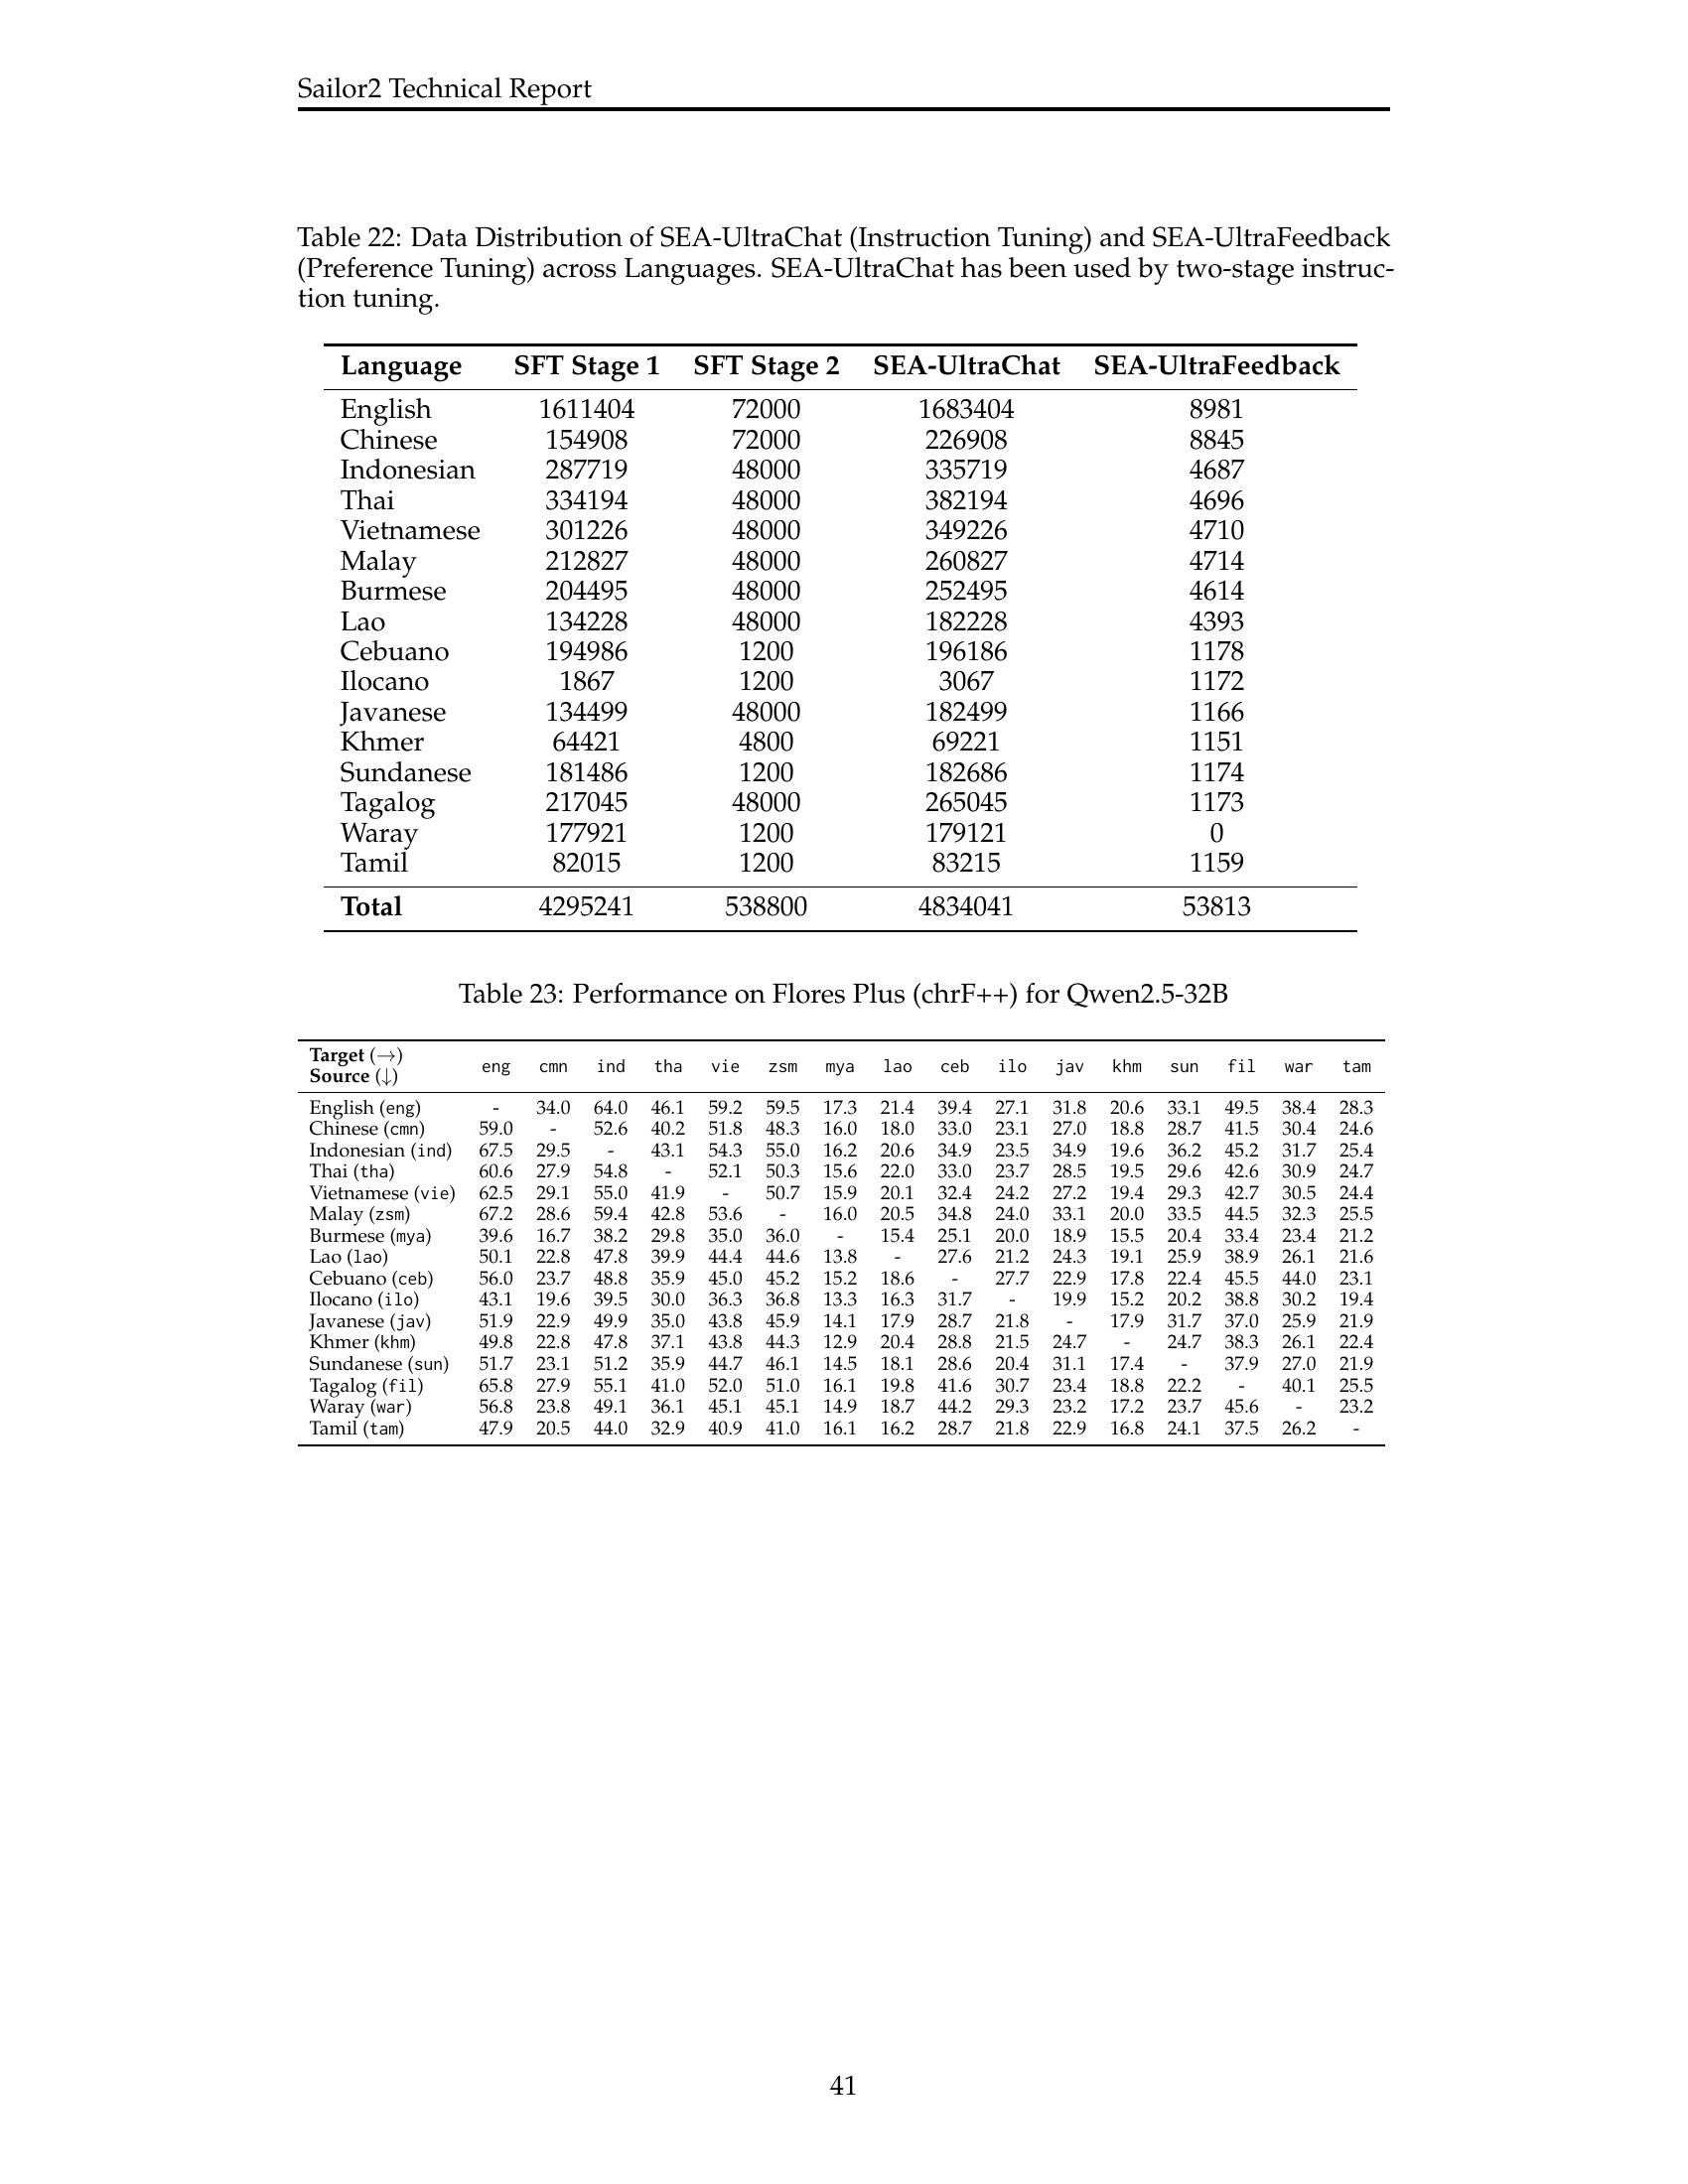 Sailor2 Technical Report
Table 22: Data Distribution of SEA-UltraChat (Instruction Tuning) and SEA-UltraFeedback
(Preference Tuning) across Languages. SEA-UltraChat has been used by two-stage instruc-
tion tuning.
Language SFT Stage 1 SFT Stage 2 SEA-UltraChat SEA-UltraFeedback
English 1611404 72000 1683404 8981
Chinese 154908 72000 226908 8845
Indonesian 287719 48000 335719 4687
Thai 334194 48000 382194 4696
Vietnamese 301226 48000 349226 4710
Malay 212827 48000 260827 4714
Burmese 204495 48000 252495 4614
Lao 134228 48000 182228 4393
Cebuano 194986 1200 196186 1178
Ilocano 1867 1200 3067 1172
Javanese 134499 48000 182499 1166
Khmer 64421 4800 69221 1151
Sundanese 181486 1200 182686 1174
Tagalog 217045 48000 265045 1173
Waray 177921 1200 179121 0
Tamil 82015 1200 83215 1159
Total 4295241 538800 4834041 53813
Table 23: Performance on Flores Plus (chrF++) for Qwen2.5-32B
Target (→)
Source (↓) eng cmn ind tha vie zsm mya lao ceb ilo jav khm sun fil war tam
English (eng) - 34.0 64.0 46.1 59.2 59.5 17.3 21.4 39.4 27.1 31.8 20.6 33.1 49.5 38.4 28.3
Chinese (cmn) 59.0 - 52.6 40.2 51.8 48.3 16.0 18.0 33.0 23.1 27.0 18.8 28.7 41.5 30.4 24.6
Indonesian (ind) 67.5 29.5 - 43.1 54.3 55.0 16.2 20.6 34.9 23.5 34.9 19.6 36.2 45.2 31.7 25.4
Thai (tha) 60.6 27.9 54.8 - 52.1 50.3 15.6 22.0 33.0 23.7 28.5 19.5 29.6 42.6 30.9 24.7
Vietnamese (vie) 62.5 29.1 55.0 41.9 - 50.7 15.9 20.1 32.4 24.2 27.2 19.4 29.3 42.7 30.5 24.4
Malay (zsm) 67.2 28.6 59.4 42.8 53.6 - 16.0 20.5 34.8 24.0 33.1 20.0 33.5 44.5 32.3 25.5
Burmese (mya) 39.6 16.7 38.2 29.8 35.0 36.0 - 15.4 25.1 20.0 18.9 15.5 20.4 33.4 23.4 21.2
Lao (lao) 50.1 22.8 47.8 39.9 44.4 44.6 13.8 - 27.6 21.2 24.3 19.1 25.9 38.9 26.1 21.6
Cebuano (ceb) 56.0 23.7 48.8 35.9 45.0 45.2 15.2 18.6 - 27.7 22.9 17.8 22.4 45.5 44.0 23.1
Ilocano (ilo) 43.1 19.6 39.5 30.0 36.3 36.8 13.3 16.3 31.7 - 19.9 15.2 20.2 38.8 30.2 19.4
Javanese (jav) 51.9 22.9 49.9 35.0 43.8 45.9 14.1 17.9 28.7 21.8 - 17.9 31.7 37.0 25.9 21.9
Khmer (khm) 49.8 22.8 47.8 37.1 43.8 44.3 12.9 20.4 28.8 21.5 24.7 - 24.7 38.3 26.1 22.4
Sundanese (sun) 51.7 23.1 51.2 35.9 44.7 46.1 14.5 18.1 28.6 20.4 31.1 17.4 - 37.9 27.0 21.9
Tagalog (fil) 65.8 27.9 55.1 41.0 52.0 51.0 16.1 19.8 41.6 30.7 23.4 18.8 22.2 - 40.1 25.5
Waray (war) 56.8 23.8 49.1 36.1 45.1 45.1 14.9 18.7 44.2 29.3 23.2 17.2 23.7 45.6 - 23.2
Tamil (tam) 47.9 20.5 44.0 32.9 40.9 41.0 16.1 16.2 28.7 21.8 22.9 16.8 24.1 37.5 26.2 -
41